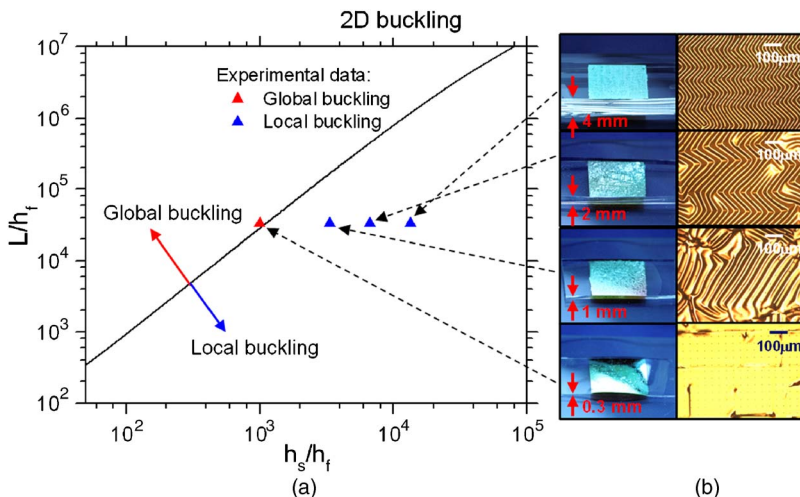 2D buckling
Experimental data:
Global buckling
Local buckling
Global buckling
Local buckling
L/h_f
10^7
10^6
10^5
10^4
10^3
10^2
10^2
10^3
10^4
10^5
h_s/h_f
(a)
4 mm
100μm
2 mm
100μm
1 mm
100μm
0.3 mm
100μm
(b)